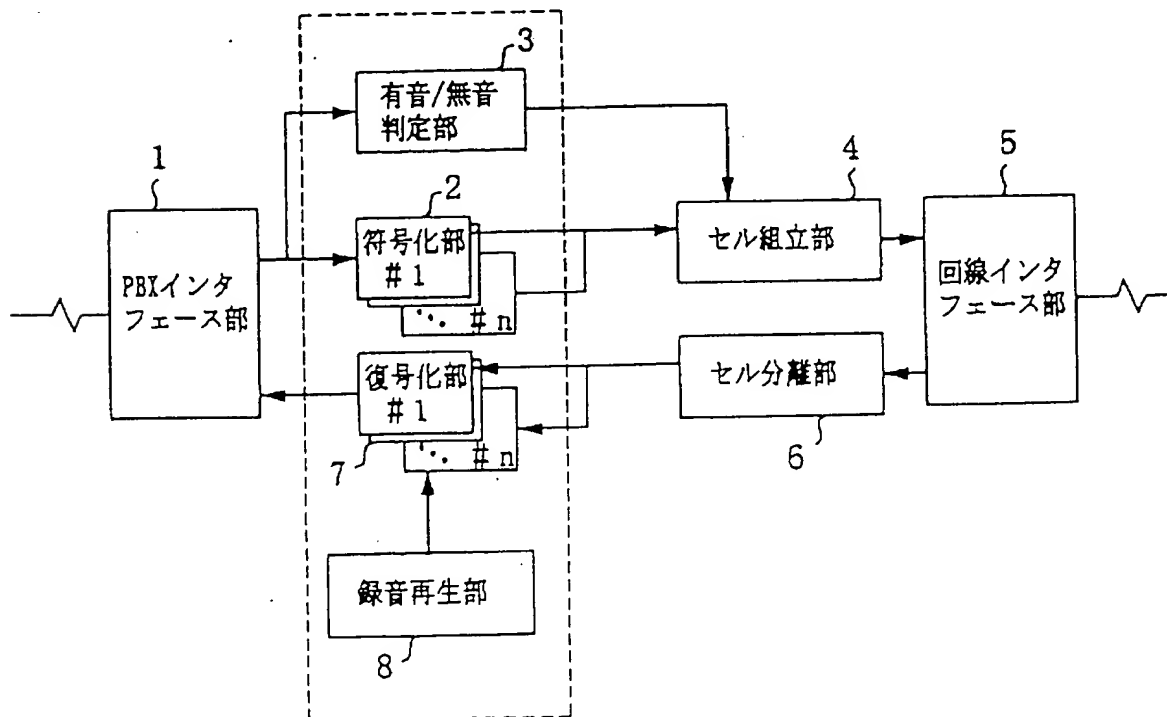 3
有音/無音
判定部
1
2
4
5
PBXインタ
フェース部
符号化部
#1
#n
セル組立部
回線インタ
フェース部
復号化部
#1
#n
セル分離部
7
6
録音再生部
8